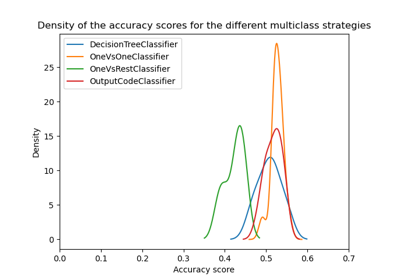 Density of the accuracy scores for the different multiclass strategies
DecisionTreeClassifier
OneVsOneClassifier
OneVsRestClassifier
OutputCodeClassifier
Density
25
20
15
10
5
0
0.0 0.1 0.2 0.3 0.4 0.5 0.6 0.7
Accuracy score